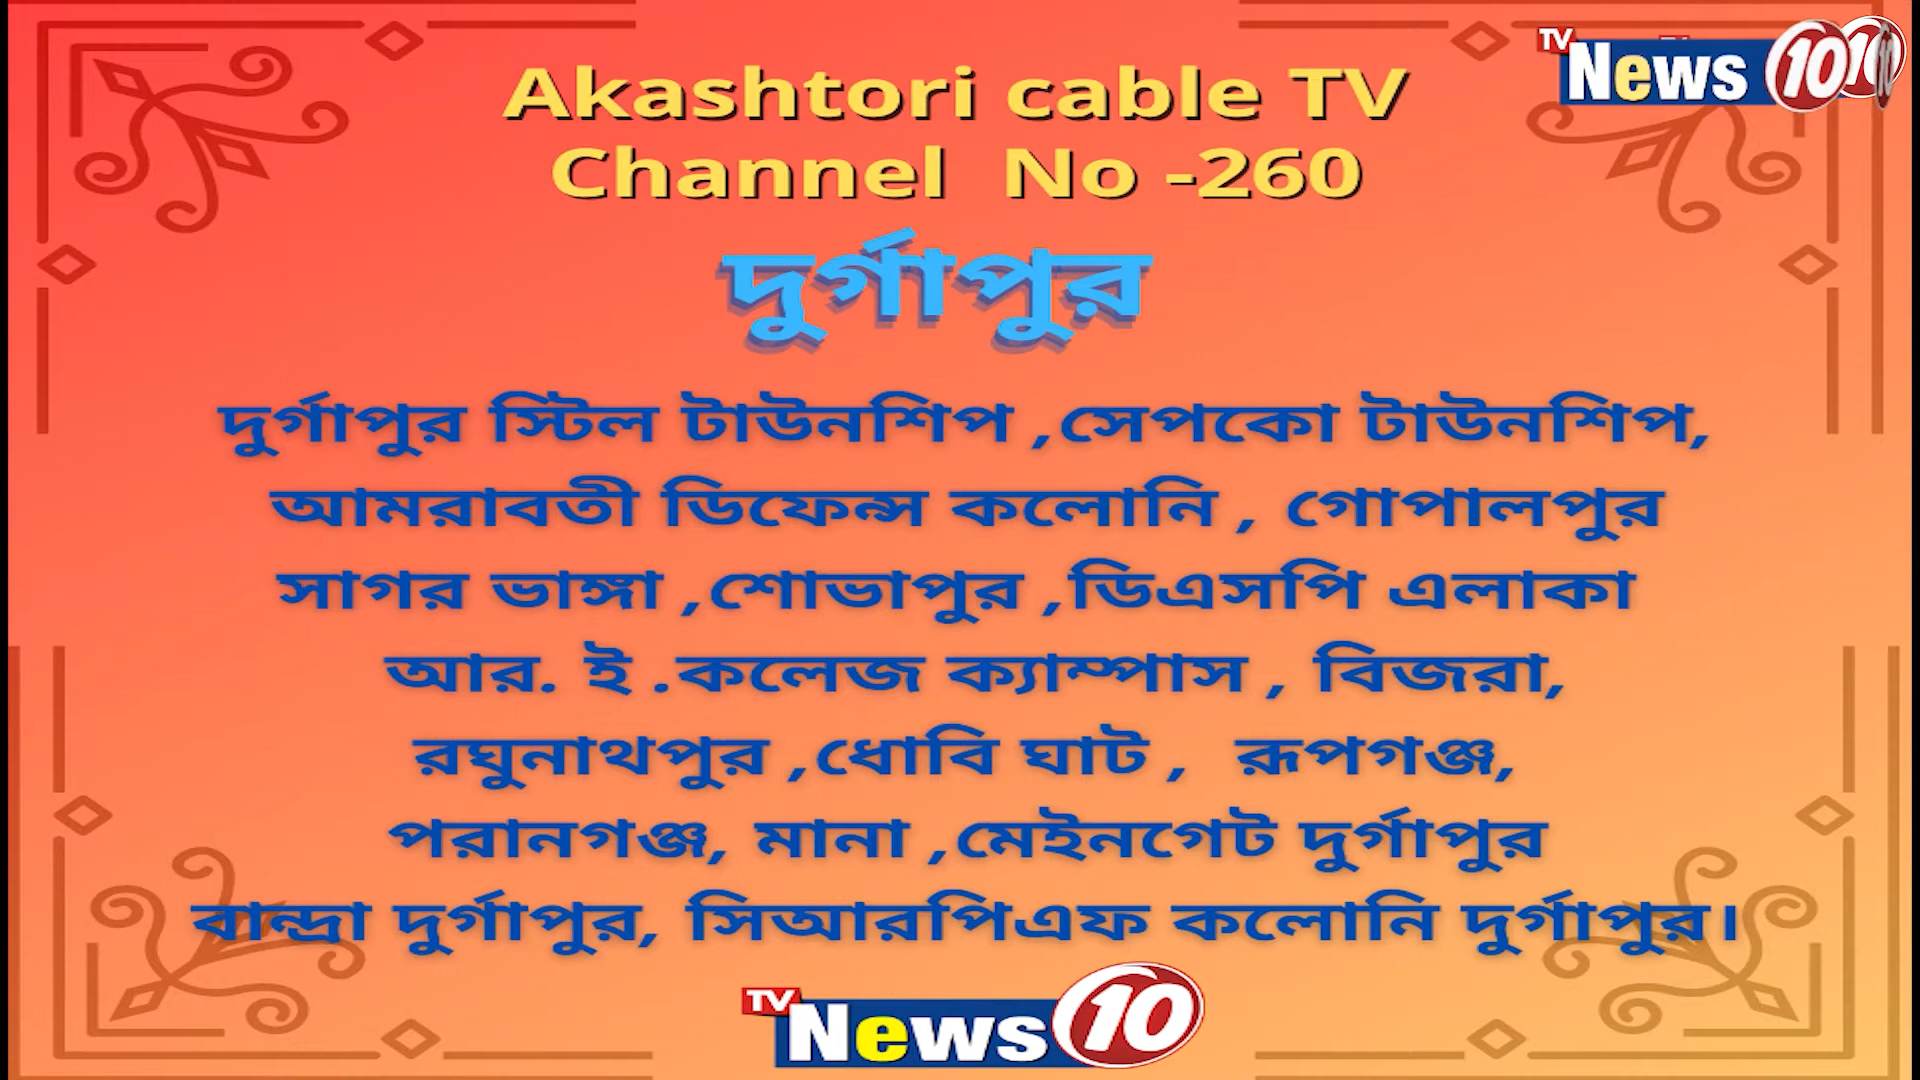 TV News 10
Akashtori cable TV
Channel No -260
দুর্গাপুর
দুর্গাপুর স্টিল টাউনশিপ ,সেপকো টাউনশিপ,
আমরাবতী ডিফেন্স কলোনি , গোপালপুর
সাগর ভাঙ্গা ,শোভাপুর ,ডিএসপি এলাকা
আর. ই .কলেজ ক্যাম্পাস , বিজরা,
রঘুনাথপুর ,ধোবি ঘাট , রূপগঞ্জ,
পরানগঞ্জ, মানা ,মেইনগেট দুর্গাপুর
বান্দ্রা দুর্গাপুর, সিআরপিএফ কলোনি দুর্গাপুর।
TV News 10